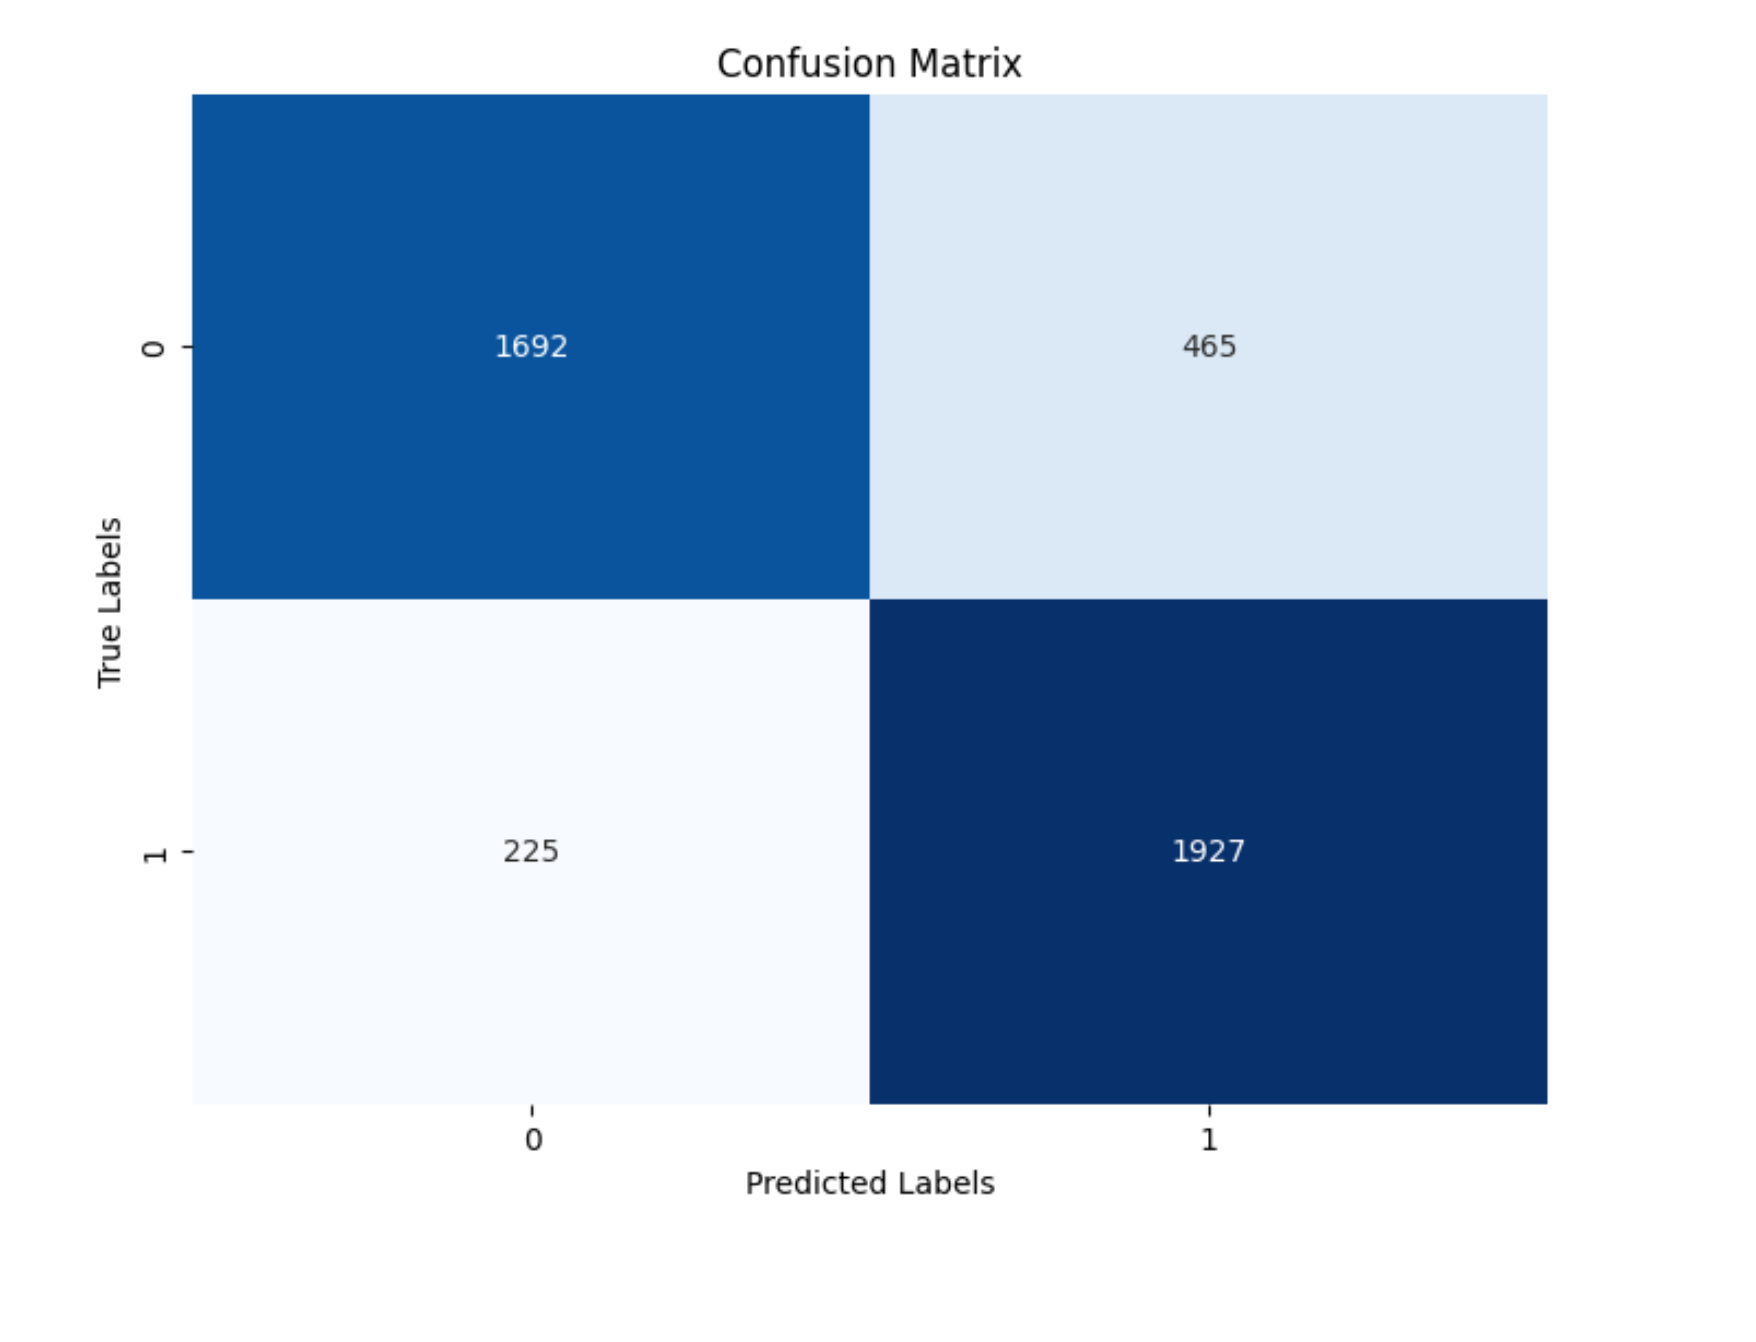 Confusion Matrix
1692 465
0
True Labels
225 1927
1
0 1
Predicted Labels